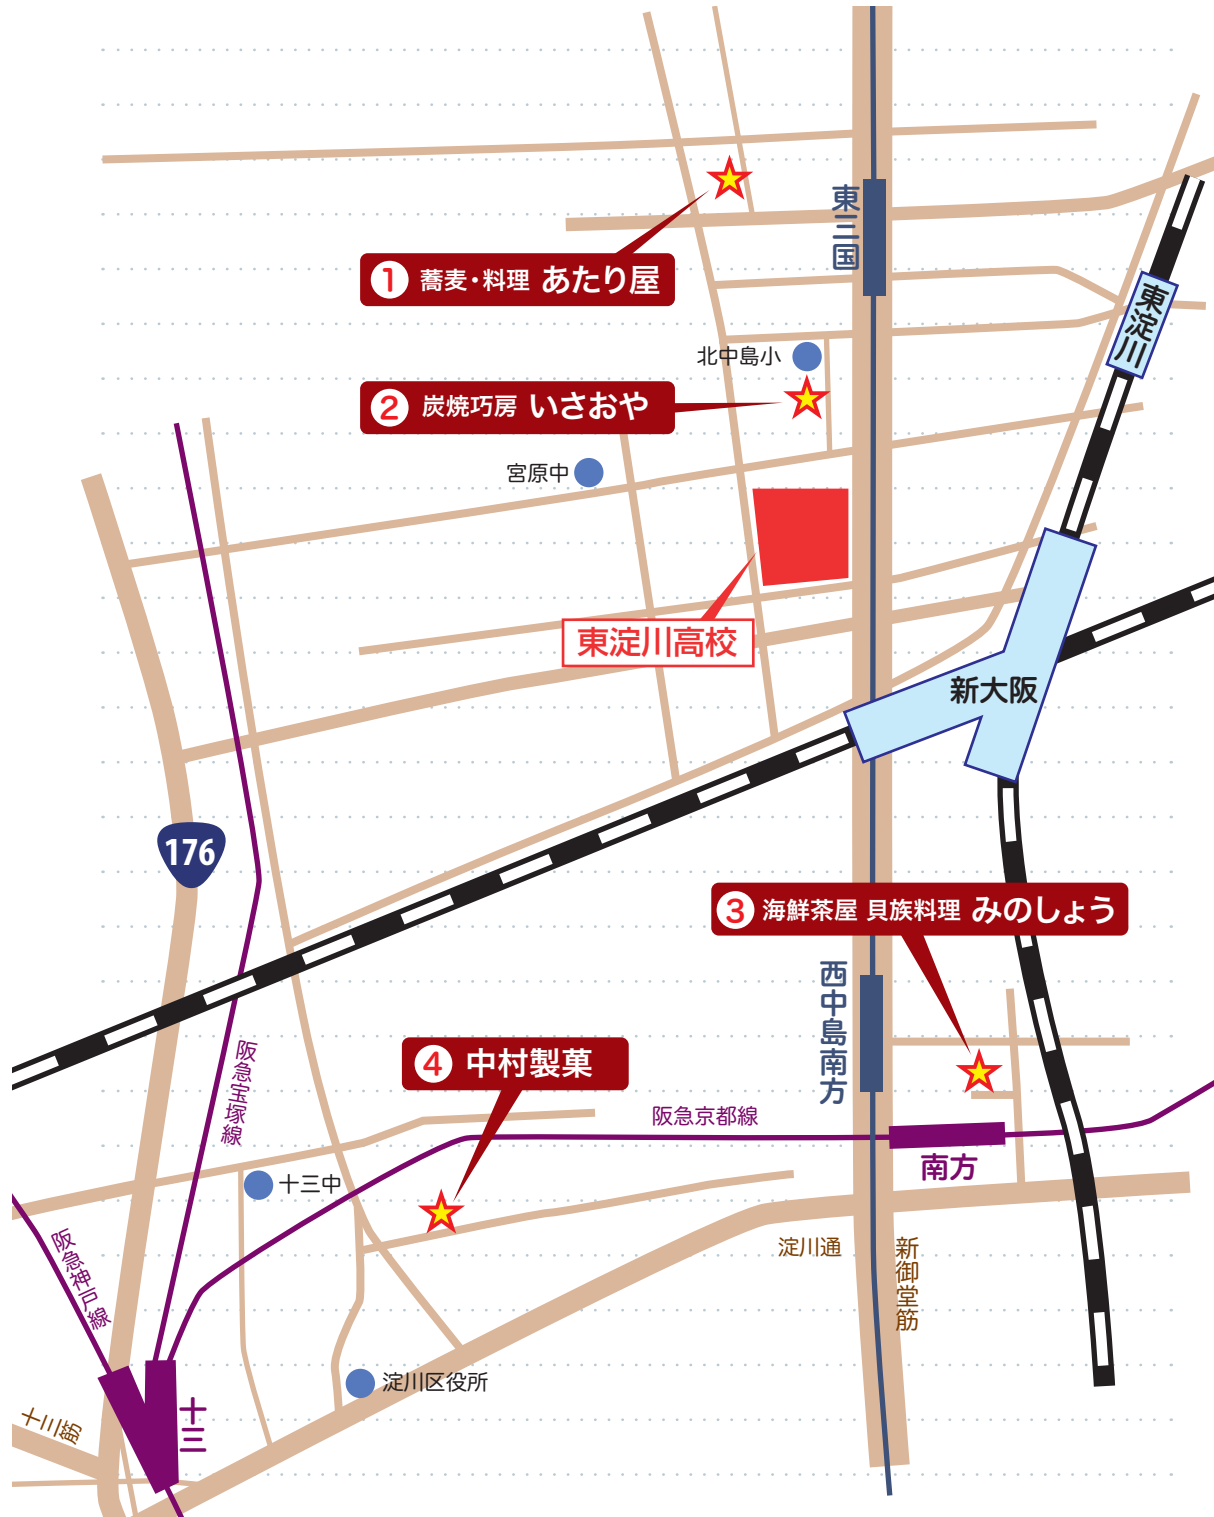 東三国
① 蕎麦・料理 あたり屋
東淀川
北中島小
② 炭焼巧房 いさおや
宮原中
東淀川高校
新大阪
176
③ 海鮮茶屋 貝族料理 みのしょう
西中島南方
④ 中村製菓
阪急宝塚線
阪急京都線
南方
十三中
阪急神戸線
淀川通
新御堂筋
淀川区役所
十三
十三筋